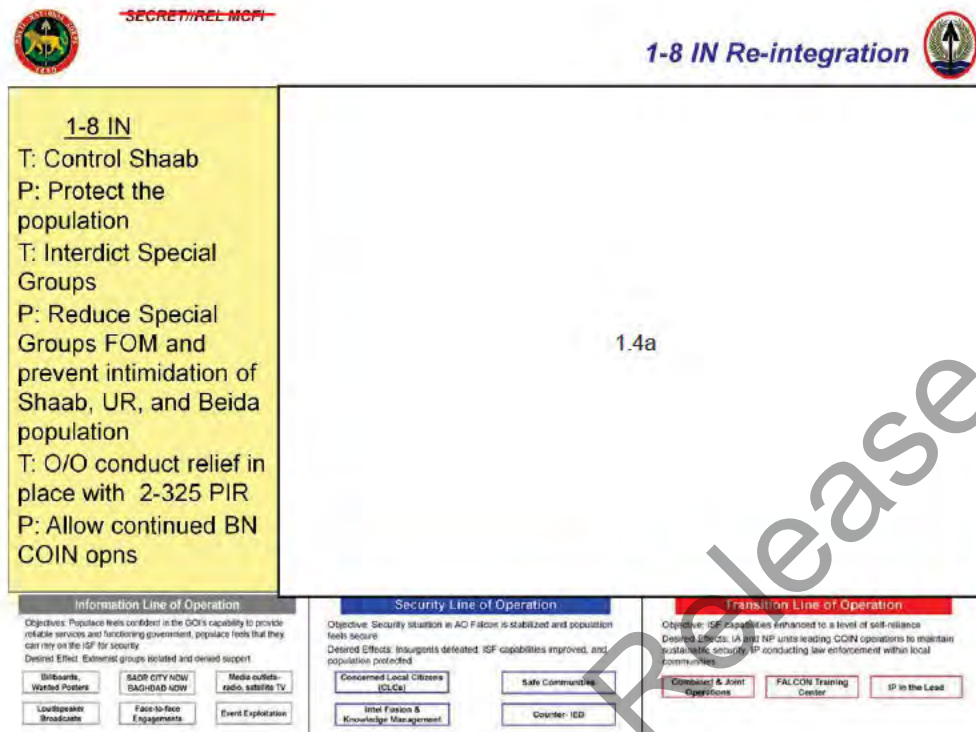 SECRET//REL MCFI
1-8 IN Re-integration
1-8 IN
T: Control Shaab
P: Protect the
population
T: Interdict Special
Groups
P: Reduce Special
Groups FOM and
prevent intimidation of
Shaab, UR, and Beida
population
T: O/O conduct relief in
place with 2-325 PIR
P: Allow continued BN
COIN opns
1.4a
Release
Information Line of Operation
Objectives: Populace feels confident in the GOI's capability to provide
reliable services and functioning government, populace feels that they
can rely on the ISF for security
Desired Effect: Extremist groups isolated and denied support
Billboards,
Wanted Posters
SADR CITY NOW
BAGHDAD NOW
Media outlets-
radio, satellite TV
Loudspeaker
Broadcasts
Face-to-face
Engagements
Event Exploitation
Security Line of Operation
Objective: Security situation in AO Falcon is stabilized and population
feels secure
Desired Effects: Insurgents defeated, ISF capabilities improved, and
population protected
Concerned Local Citizens
(CLCs)
Safe Communities
Intel Fusion &
Knowledge Management
Counter- IED
Transition Line of Operation
Objective: ISF capabilities enhanced to a level of self-reliance
Desired Effects: IA and NP units leading COIN operations to maintain
sustainable security, IP conducting law enforcement within local
communities
Combined & Joint
Operations
FALCON Training
Center
IP in the Lead